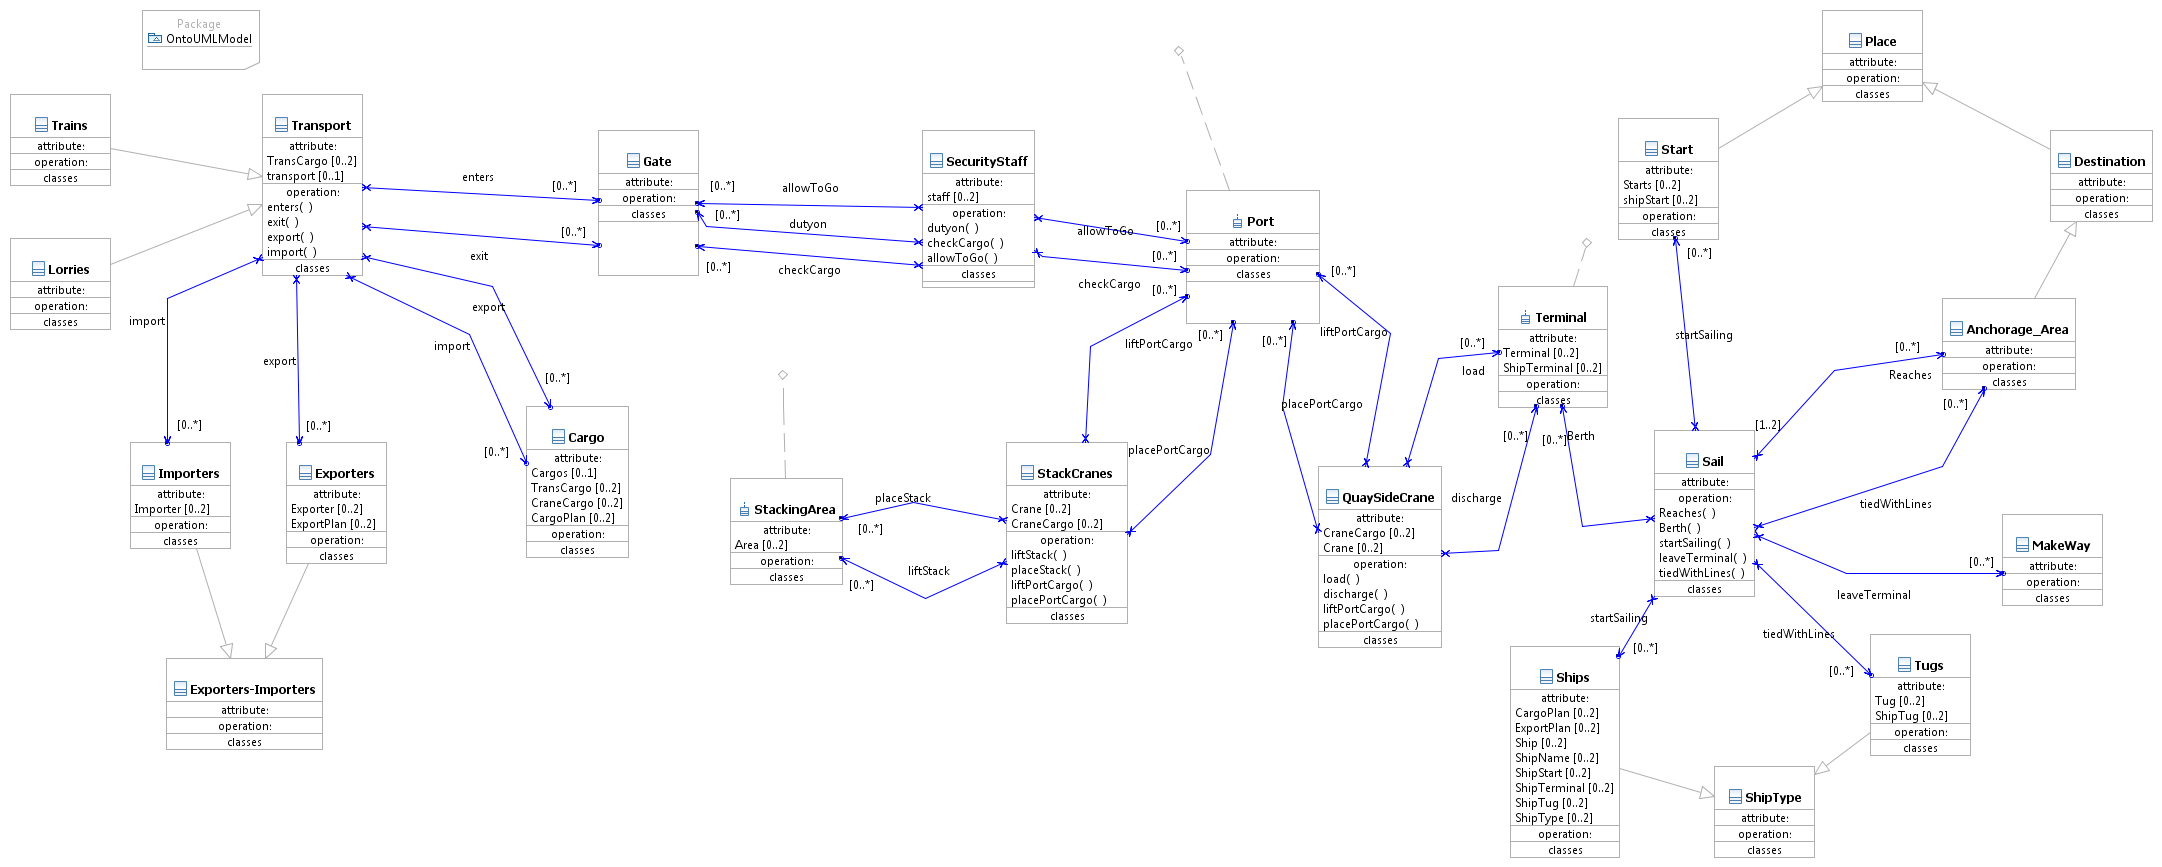 Package
OntoUMLModel
Place
attribute:
operation:
classes
Trains
attribute:
operation:
classes
Transport
attribute:
TransCargo [0..2]
transport [0..1]
operation:
enters( )
exit( )
export( )
import( )
classes
Gate
attribute:
operation:
classes
SecurityStaff
attribute:
staff [0..2]
operation:
dutyon( )
checkCargo( )
allowToGo( )
classes
Port
attribute:
operation:
classes
Start
attribute:
Starts [0..2]
shipStart [0..2]
operation:
classes
Destination
attribute:
operation:
classes
Lorries
attribute:
operation:
classes
Terminal
attribute:
Terminal [0..2]
ShipTerminal [0..2]
operation:
classes
Anchorage_Area
attribute:
operation:
classes
enters
[0..*]
[0..*]
exit
[0..*]
allowToGo
[0..*]
dutyon
[0..*]
checkCargo
[0..*]
allowToGo
[0..*]
checkCargo
[0..*]
liftPortCargo
[0..*]
placePortCargo
[0..*]
liftPortCargo
[0..*]
placePortCargo
[0..*]
load
[0..*]
discharge
[0..*]
Berth
[0..*]
startSailing
[0..*]
Reaches
[1..2]
[0..*]
tiedWithLines
import
[0..*]
export
[0..*]
export
[0..*]
import
[0..*]
Importers
attribute:
Importer [0..2]
operation:
classes
Exporters
attribute:
Exporter [0..2]
ExportPlan [0..2]
operation:
classes
Cargo
attribute:
Cargos [0..1]
TransCargo [0..2]
CraneCargo [0..2]
CargoPlan [0..2]
operation:
classes
StackingArea
attribute:
Area [0..2]
operation:
classes
placeStack
[0..*]
liftStack
[0..*]
StackCranes
attribute:
Crane [0..2]
CraneCargo [0..2]
operation:
liftStack( )
placeStack( )
liftPortCargo( )
placePortCargo( )
classes
QuaySideCrane
attribute:
CraneCargo [0..2]
Crane [0..2]
operation:
load( )
discharge( )
liftPortCargo( )
placePortCargo( )
classes
Sail
attribute:
operation:
Reaches( )
Berth( )
startSailing( )
leaveTerminal( )
tiedWithLines( )
classes
MakeWay
attribute:
operation:
classes
[0..*]
leaveTerminal
startSailing
[0..*]
tiedWithLines
[0..*]
Exporters-Importers
attribute:
operation:
classes
Ships
attribute:
CargoPlan [0..2]
ExportPlan [0..2]
Ship [0..2]
ShipName [0..2]
ShipStart [0..2]
ShipTerminal [0..2]
ShipTug [0..2]
ShipType [0..2]
operation:
classes
Tugs
attribute:
Tug [0..2]
ShipTug [0..2]
operation:
classes
ShipType
attribute:
operation:
classes